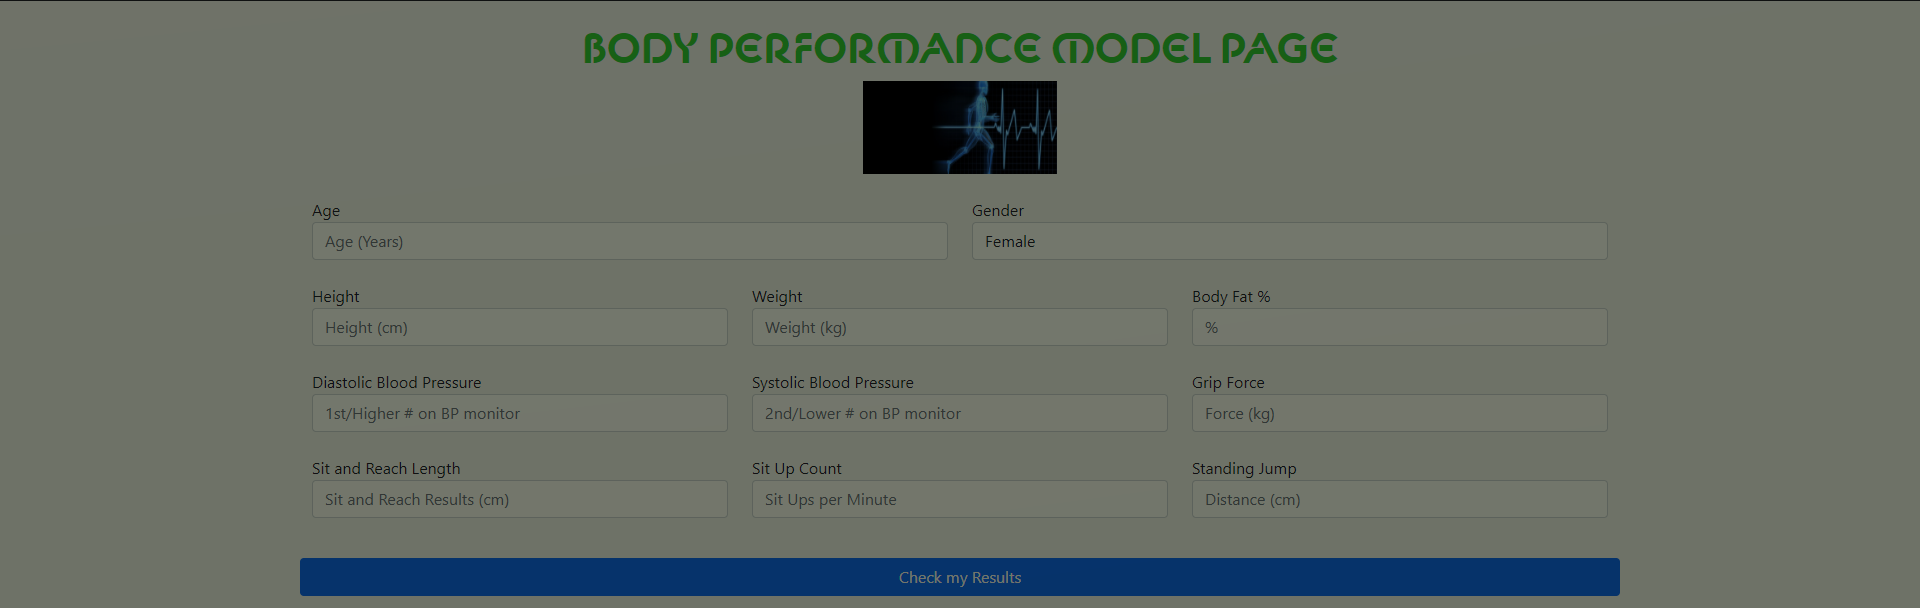 BODY PERFORMANCE MODEL PAGE
Age Gender
Age (Years) Female
Height Weight Body Fat %
Height (cm) Weight (kg) %
Diastolic Blood Pressure Systolic Blood Pressure Grip Force
1st/Higher # on BP monitor 2nd/Lower # on BP monitor Force (kg)
Sit and Reach Length Sit Up Count Standing Jump
Sit and Reach Results (cm) Sit Ups per Minute Distance (cm)
Check my Results